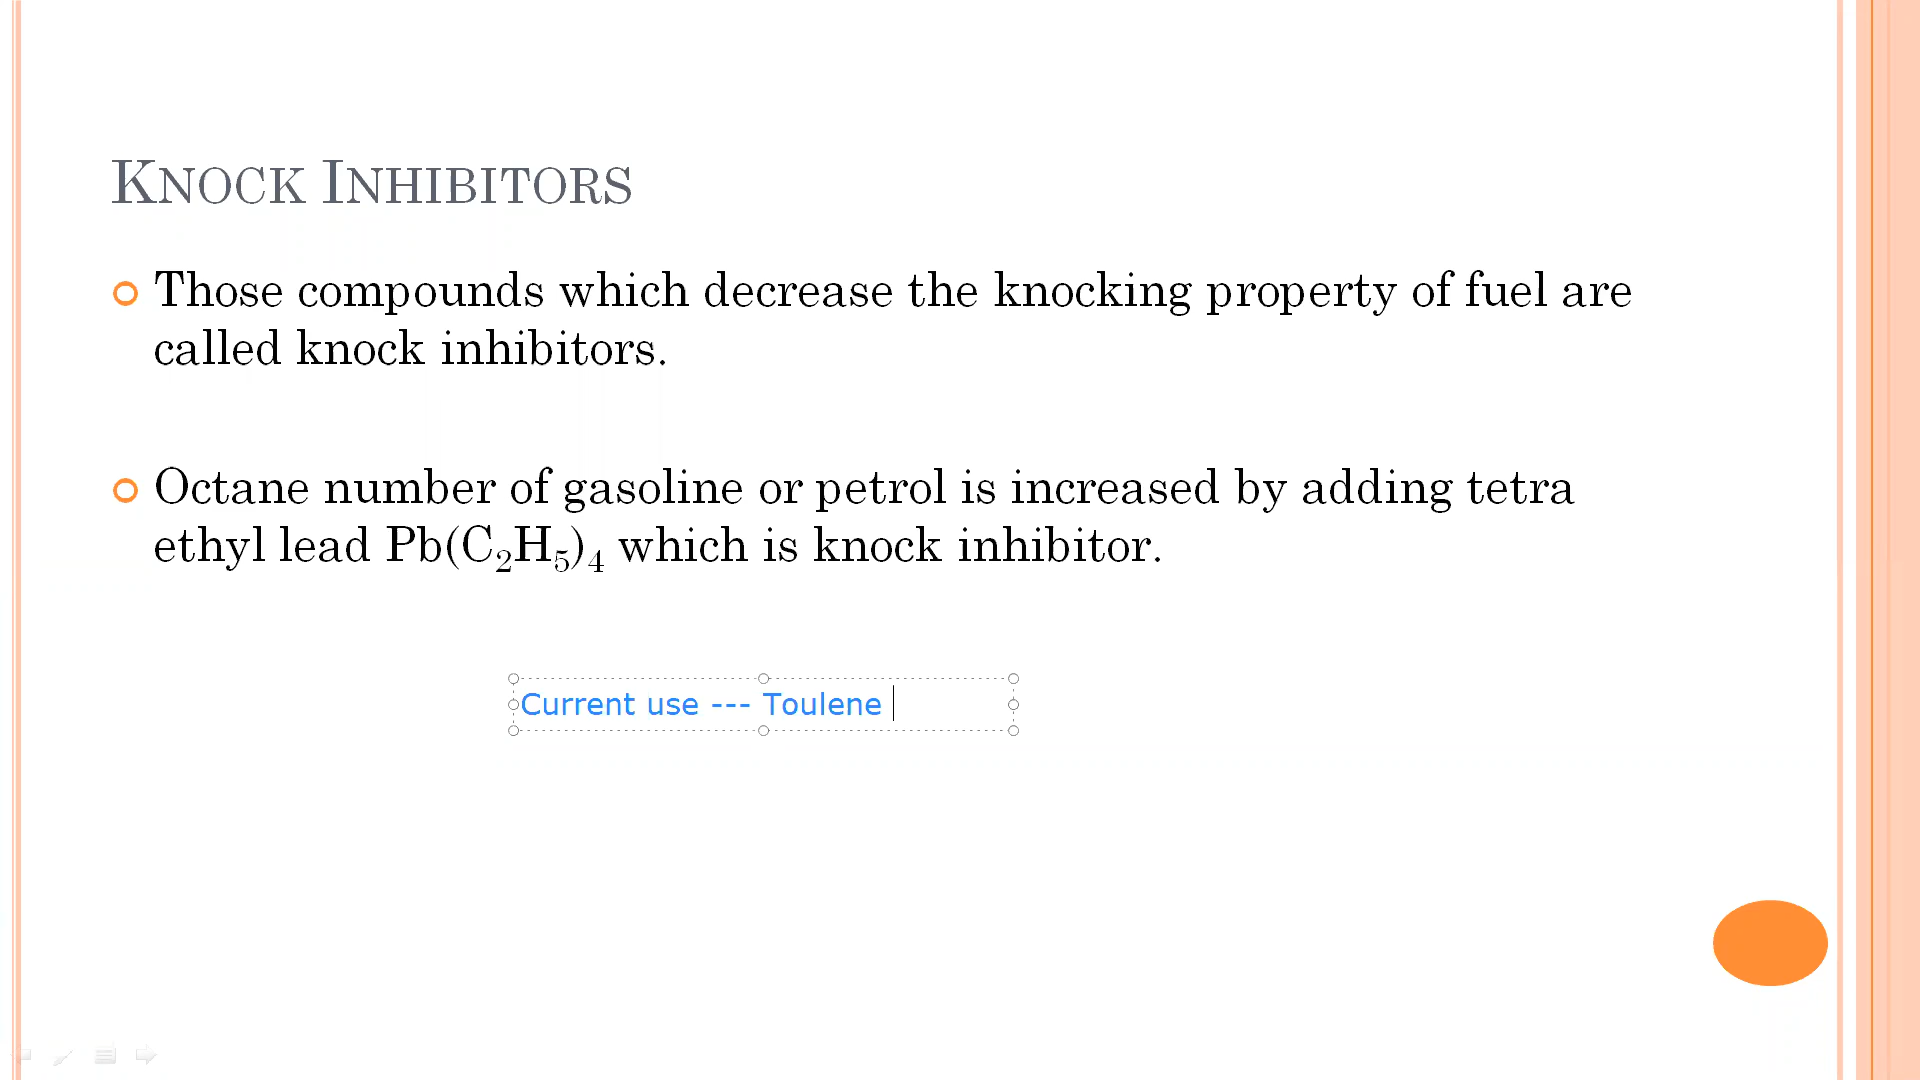 KNOCK INHIBITORS
Those compounds which decrease the knocking property of fuel are
called knock inhibitors.
Octane number of gasoline or petrol is increased by adding tetra
ethyl lead Pb(C₂H₅)₄ which is knock inhibitor.
Current use --- Toulene